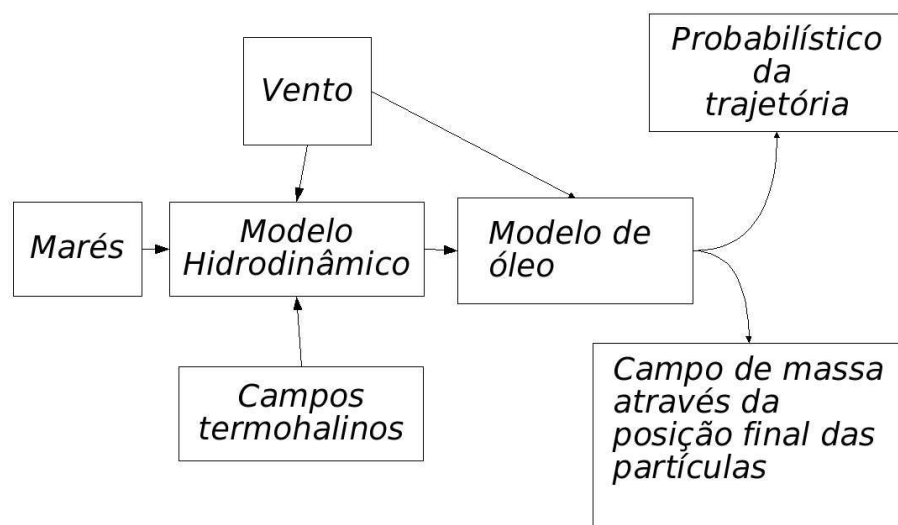 Probabilístico
da
trajetória
Vento
Marés
Modelo
Hidrodinâmico
Modelo de
óleo
Campos
termohalinos
Campo de massa
através da
posição final das
partículas